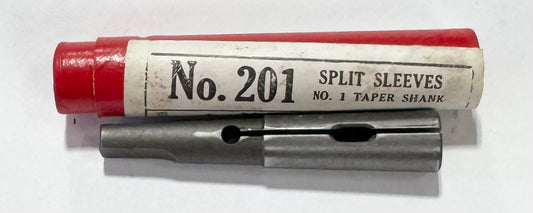 No. 201
SPLIT SLEEVES
NO. 1 TAPER SHANK